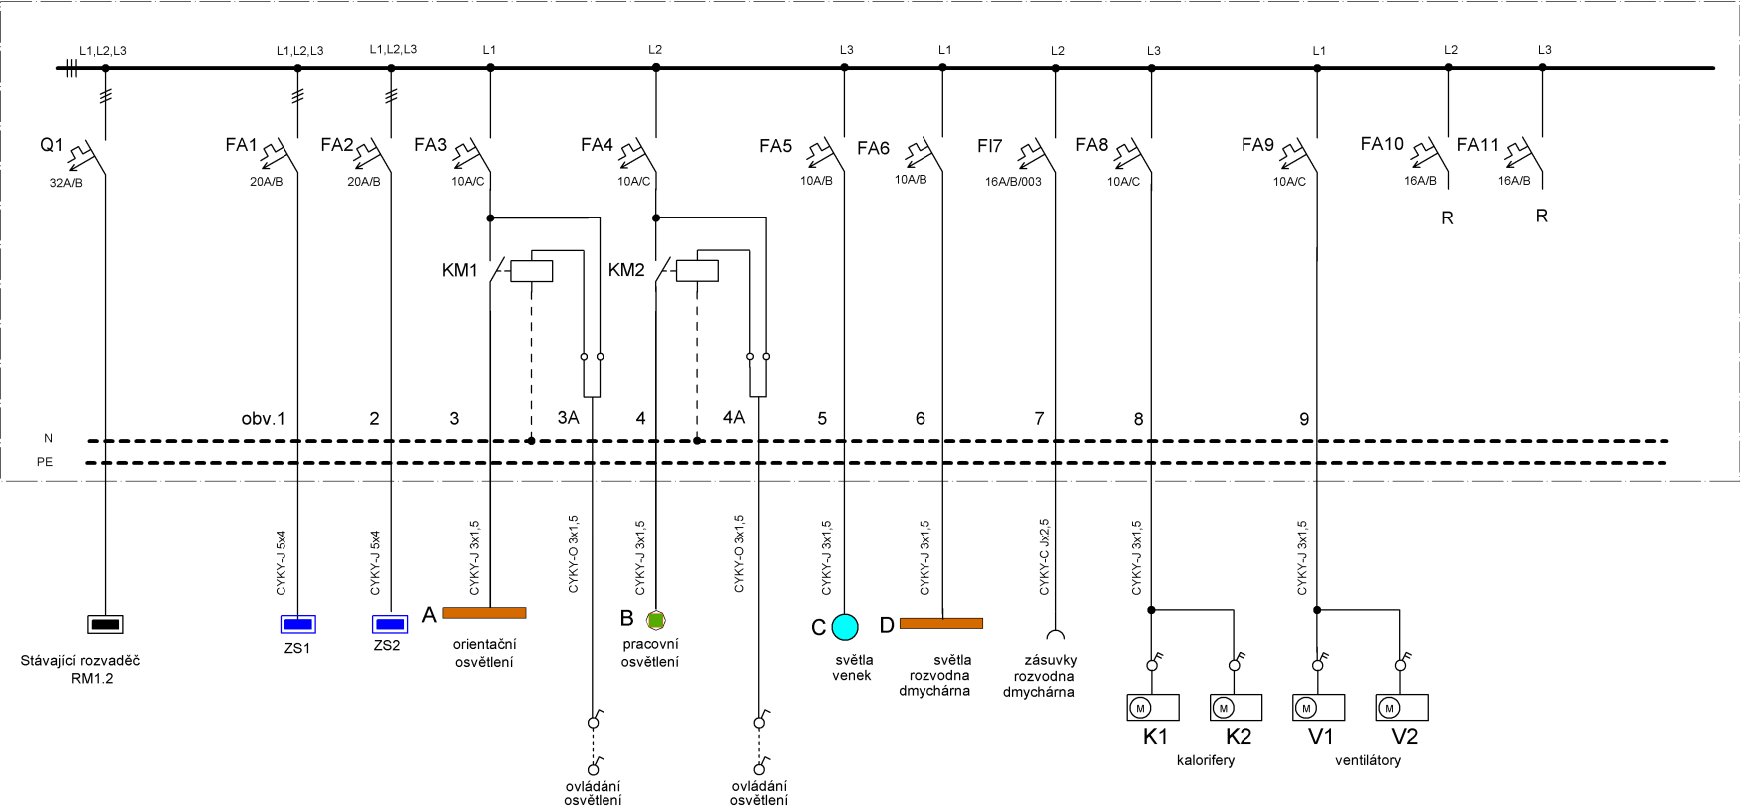 L1,L2,L3
L1,L2,L3
L1,L2,L3
L1
L2
L3
L1
L2
L3
L1
L2
L3
Q1
32A/B
FA1
20A/B
FA2
20A/B
FA3
10A/C
FA4
10A/C
FA5
10A/B
FA6
10A/B
FI7
16A/B/003
FA8
10A/C
FA9
10A/C
FA10
16A/B
FA11
16A/B
R
R
KM1
KM2
obv.1
2
3
3A
4
4A
5
6
7
8
9
N
PE
CYKY-J 5x4
CYKY-J 5x4
CYKY-J 3x1,5
CYKY-O 3x1,5
CYKY-J 3x1,5
CYKY-O 3x1,5
CYKY-J 3x1,5
CYKY-J 3x1,5
CYKY-C Jx2,5
CYKY-J 3x1,5
CYKY-J 3x1,5
Stávající rozvaděč
RM1.2
ZS1
ZS2
A
orientační
osvětlení
B
pracovní
osvětlení
C
světla
venek
D
světla
rozvodna
dmychárna
zásuvky
rozvodna
dmychárna
M
M
M
M
K1
K2
V1
V2
kalorifery
ventilátory
ovládání
osvětlení
ovládání
osvětlení